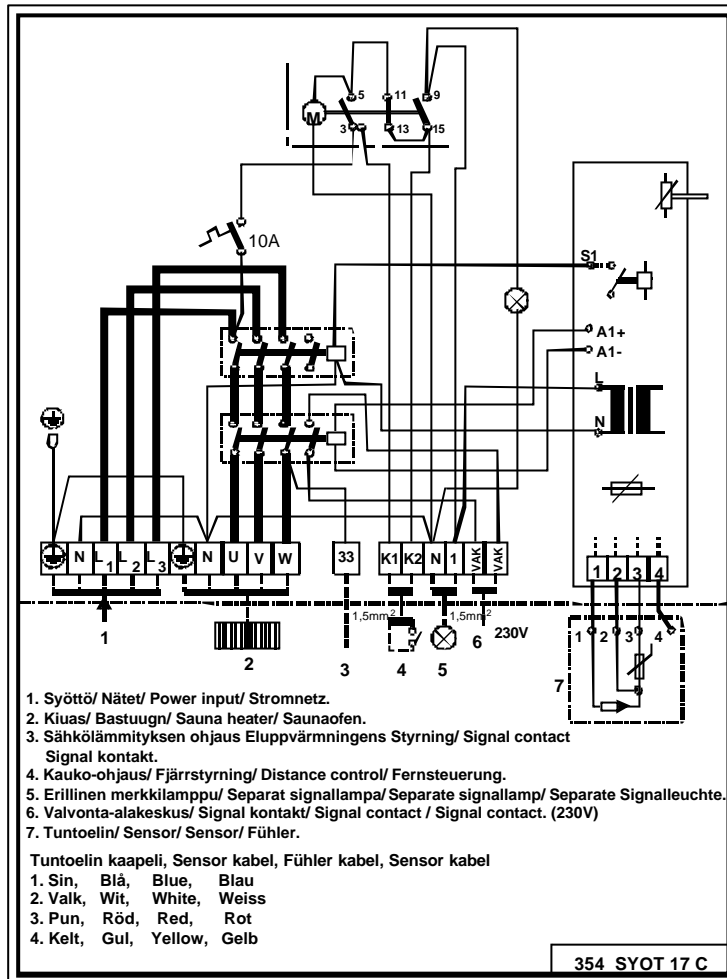 5 11 9
M
3 13 15
10A
S1
A1+
A1-
L
N
N L1 L2 L3 N U V W 33 K1 K2 N 1 VAK VAK
1 2 3 4
1,5mm2 1,5mm2
230V
1 2 3 4 5 6
1 2 3 4
7
1. Syöttö/ Nätet/ Power input/ Stromnetz.
2. Kiuas/ Bastuugn/ Sauna heater/ Saunaofen.
3. Sähkölämmityksen ohjaus Eluppvärmningens Styrning/ Signal contact
Signal kontakt.
4. Kauko-ohjaus/ Fjärrstyrning/ Distance control/ Fernsteuerung.
5. Erillinen merkkilamppu/ Separat signallampa/ Separate signallamp/ Separate Signalleuchte.
6. Valvonta-alakeskus/ Signal kontakt/ Signal contact / Signal contact. (230V)
7. Tuntoelin/ Sensor/ Sensor/ Fühler.
Tuntoelin kaapeli, Sensor kabel, Fühler kabel, Sensor kabel
1. Sin, Blå, Blue, Blau
2. Valk, Wit, White, Weiss
3. Pun, Röd, Red, Rot
4. Kelt, Gul, Yellow, Gelb
354 SYOT 17 C